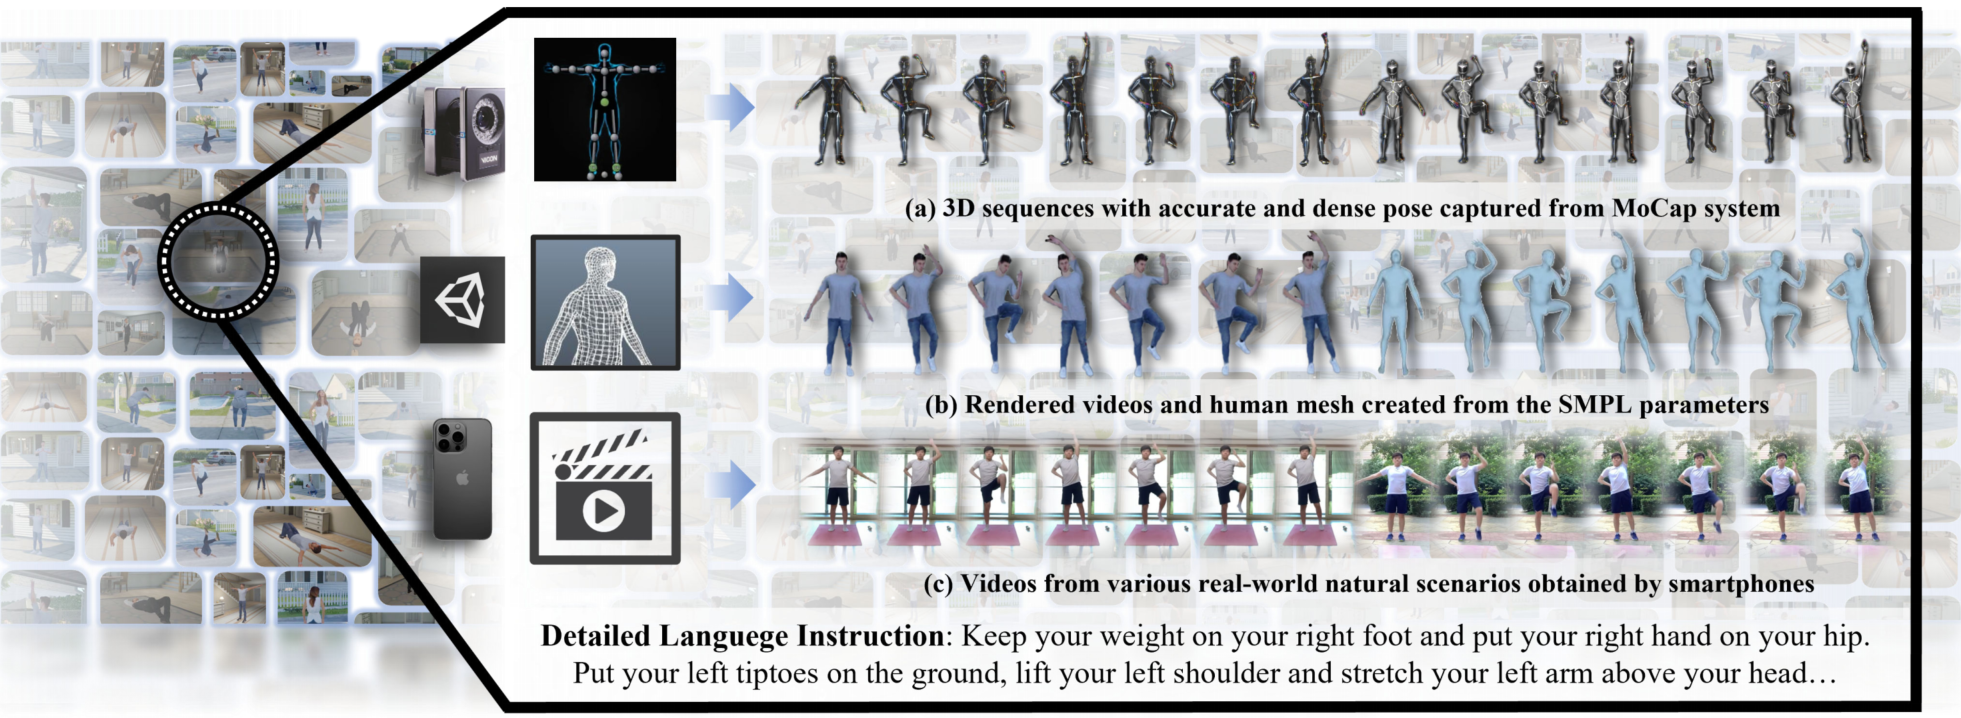 VICON
(a) 3D sequences with accurate and dense pose captured from MoCap system
(b) Rendered videos and human mesh created from the SMPL parameters
(c) Videos from various real-world natural scenarios obtained by smartphones
Detailed Languege Instruction: Keep your weight on your right foot and put your right hand on your hip.
Put your left tiptoes on the ground, lift your left shoulder and stretch your left arm above your head…